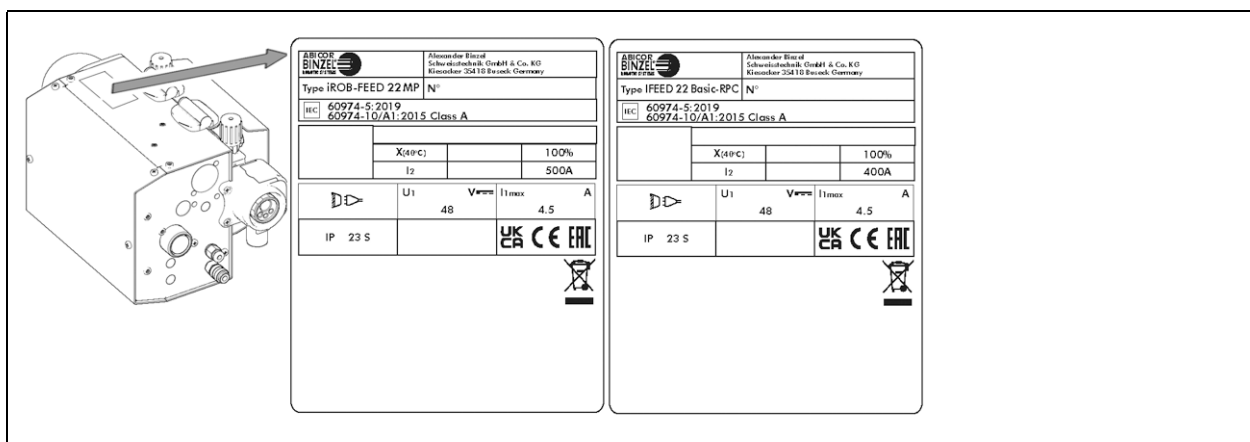 ABICOR
BINZEL
Alexander Binzel
Schweisstechnik GmbH & Co. KG
Kiesacker 35418 Buseck Germany
Type iROB-FEED 22 MP N°
IEC 60974-5:2019
60974-10/A1:2015 Class A
X(40°C) 100%
I2 500A
U1 V I1max A
48 4.5
IP 23 S UK CA CE EAC
ABICOR
BINZEL
Alexander Binzel
Schweisstechnik GmbH & Co. KG
Kiesacker 35418 Buseck Germany
Type IFEED 22 Basic-RPC N°
IEC 60974-5:2019
60974-10/A1:2015 Class A
X(40°C) 100%
I2 400A
U1 V I1max A
48 4.5
IP 23 S UK CA CE EAC